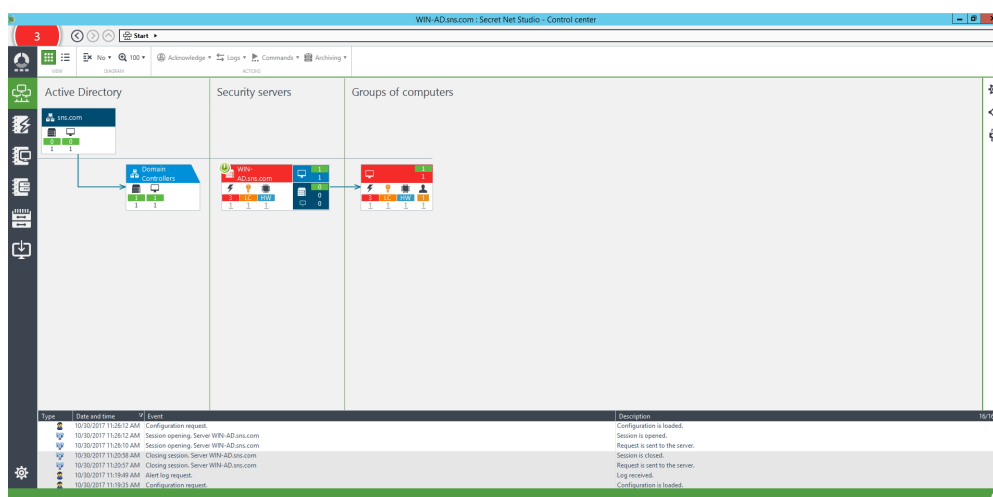 WIN-AD.sns.com : Secret Net Studio - Control center
3
Start
No
100
Acknowledge
Logs
Commands
Archiving
VIEW
DIAGRAM
ACTIONS
Active Directory
Security servers
Groups of computers
sns.com
0 0
1 1
Domain
Controllers
1 1
1 1
WIN-
AD.sns.com
1
1
3 LC HW
1 1 1
0
0
0
1
1
3 LC HW 1
1 1 1 1
Type Date and time Event Description 16/16
10/30/2017 11:26:12 AM Configuration request. Configuration is loaded.
10/30/2017 11:26:12 AM Session opening. Server WIN-AD.sns.com Session is opened.
10/30/2017 11:26:10 AM Session opening. Server WIN-AD.sns.com Request is sent to the server.
10/30/2017 11:20:58 AM Closing session. Server WIN-AD.sns.com Session is closed.
10/30/2017 11:20:57 AM Closing session. Server WIN-AD.sns.com Request is sent to the server.
10/30/2017 11:19:49 AM Alert log request. Log received.
10/30/2017 11:19:35 AM Configuration request. Configuration is loaded.